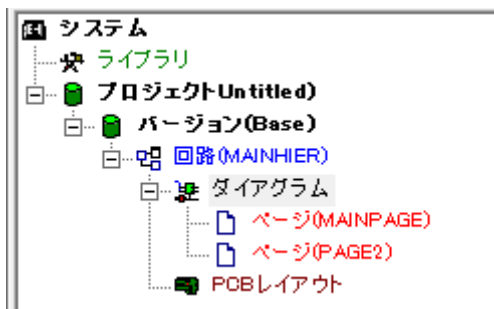 システム
ライブラリ
プロジェクトUntitled)
バージョン(Base)
回路(MAINHIER)
ダイアグラム
ページ(MAINPAGE)
ページ(PAGE2)
PCBレイアウト